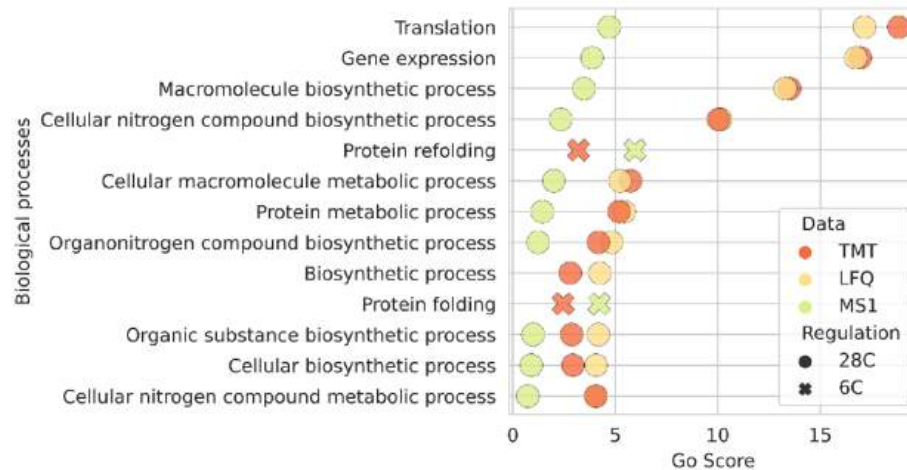 Biological processes
Translation
Gene expression
Macromolecule biosynthetic process
Cellular nitrogen compound biosynthetic process
Protein refolding
Cellular macromolecule metabolic process
Protein metabolic process
Organonitrogen compound biosynthetic process
Biosynthetic process
Protein folding
Organic substance biosynthetic process
Cellular biosynthetic process
Cellular nitrogen compound metabolic process
Data
TMT
LFQ
MS1
Regulation
28C
6C
0 5 10 15
Go Score